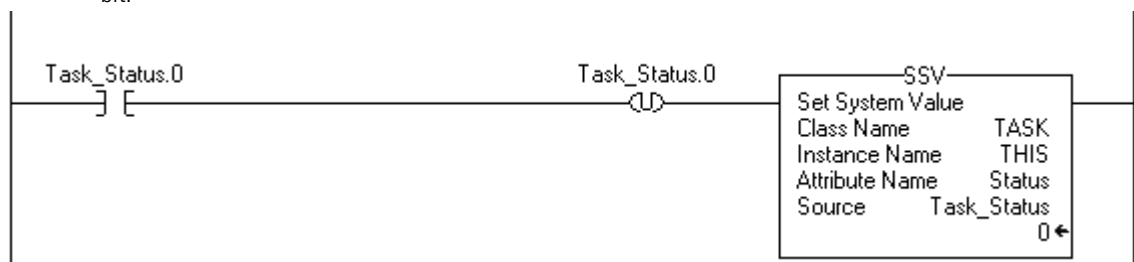 bit.
Task_Status.0
Task_Status.0
U
SSV
Set System Value
Class Name TASK
Instance Name THIS
Attribute Name Status
Source Task_Status
0